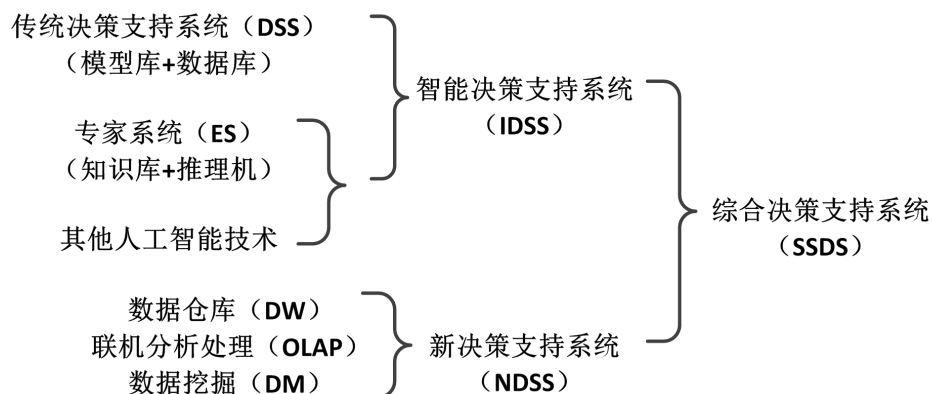 传统决策支持系统（DSS）
（模型库+数据库）
专家系统（ES）
（知识库+推理机）
其他人工智能技术
智能决策支持系统
（IDSS）
数据仓库（DW）
联机分析处理（OLAP）
数据挖掘（DM）
新决策支持系统
（NDSS）
综合决策支持系统
（SSDS）